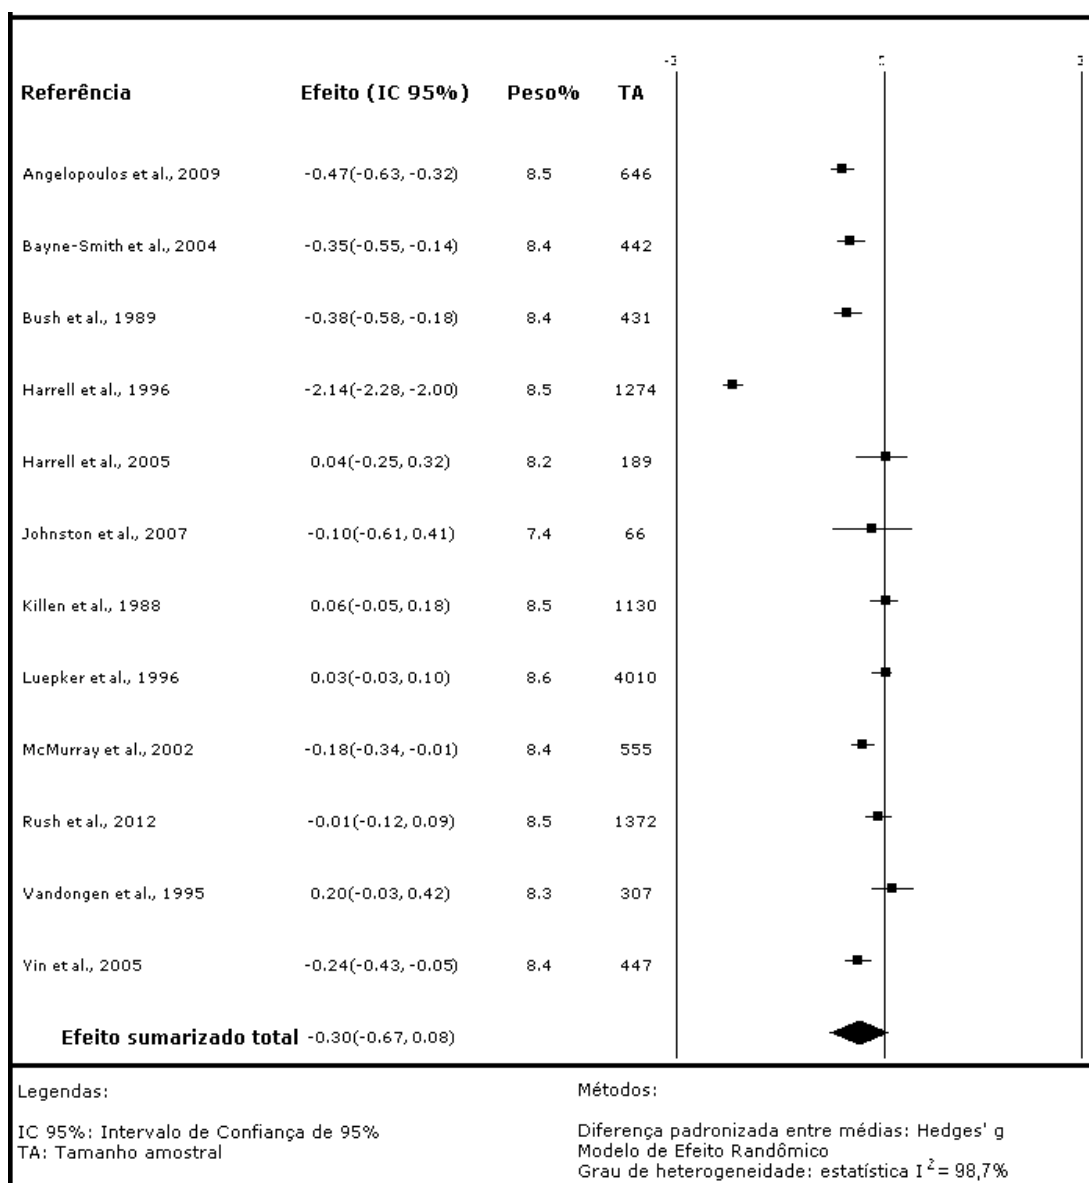 -3 0 3
Referência Efeito (IC 95%) Peso% TA
Angelopoulos et al., 2009 -0.47(-0.63, -0.32) 8.5 646
Bayne-Smith et al., 2004 -0.35(-0.55, -0.14) 8.4 442
Bush et al., 1989 -0.38(-0.58, -0.18) 8.4 431
Harrell et al., 1996 -2.14(-2.28, -2.00) 8.5 1274
Harrell et al., 2005 0.04(-0.25, 0.32) 8.2 189
Johnston et al., 2007 -0.10(-0.61, 0.41) 7.4 66
Killen et al., 1988 0.06(-0.05, 0.18) 8.5 1130
Luepker et al., 1996 0.03(-0.03, 0.10) 8.6 4010
McMurray et al., 2002 -0.18(-0.34, -0.01) 8.4 555
Rush et al., 2012 -0.01(-0.12, 0.09) 8.5 1372
Vandongen et al., 1995 0.20(-0.03, 0.42) 8.3 307
Yin et al., 2005 -0.24(-0.43, -0.05) 8.4 447
Efeito sumarizado total -0.30(-0.67, 0.08)
Legendas:
IC 95%: Intervalo de Confiança de 95%
TA: Tamanho amostral
Métodos:
Diferença padronizada entre médias: Hedges' g
Modelo de Efeito Randômico
Grau de heterogeneidade: estatística I² = 98,7%